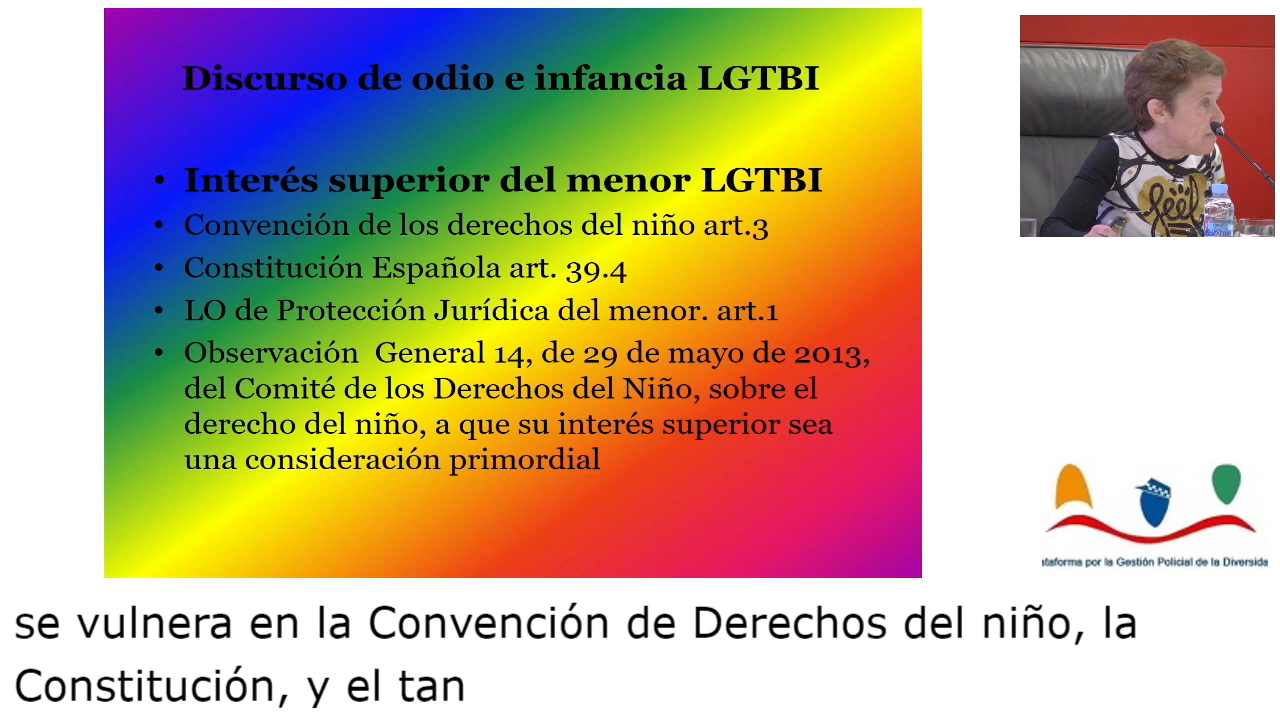 Discurso de odio e infancia LGTBI
• Interés superior del menor LGTBI
• Convención de los derechos del niño art.3
• Constitución Española art. 39.4
• LO de Protección Jurídica del menor. art.1
• Observación General 14, de 29 de mayo de 2013,
del Comité de los Derechos del Niño, sobre el
derecho del niño, a que su interés superior sea
una consideración primordial
feel
ataforma por la Gestión Policial de la Diversida
se vulnera en la Convención de Derechos del niño, la
Constitución, y el tan